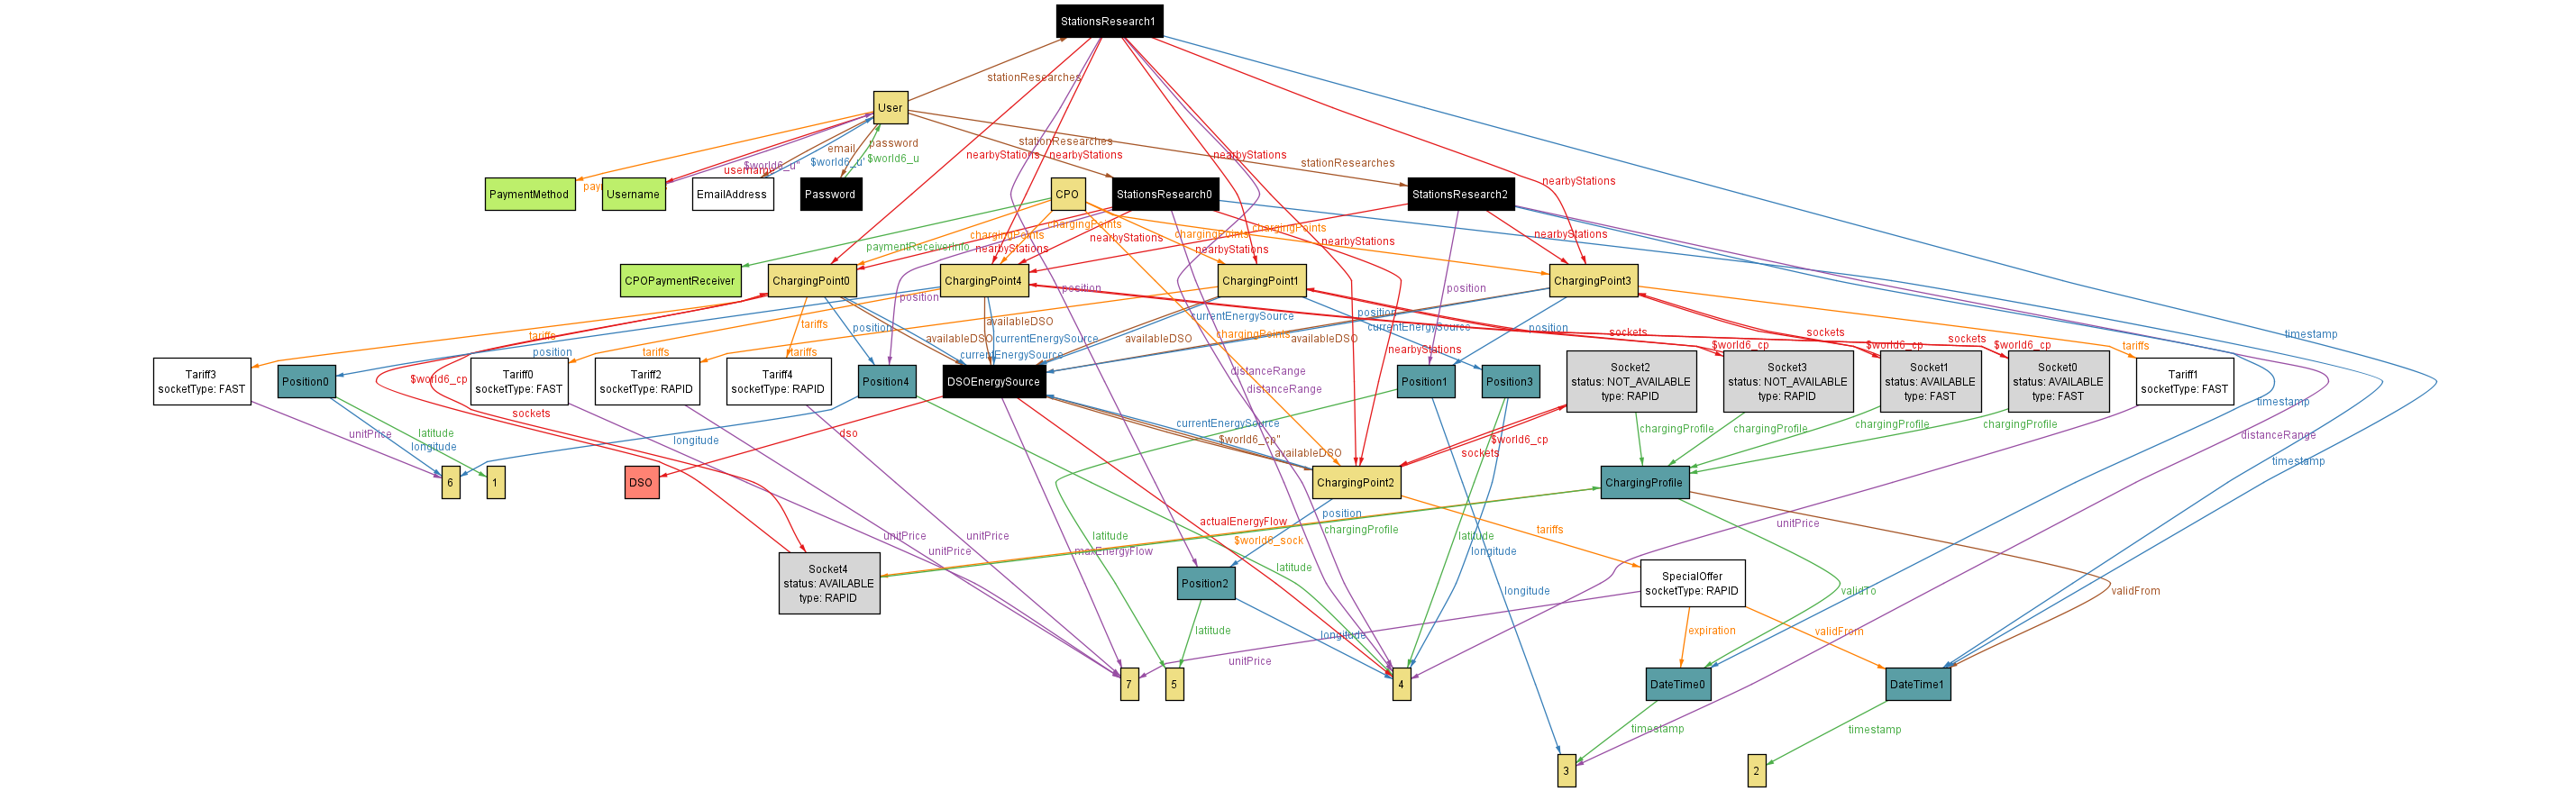 StationsResearch1
stationResearches
User
email
password
$world6_u"
$world6_u'
$world6_u
username
stationResearches
stationResearches
nearbyStations
nearbyStations
nearbyStations
nearbyStations
timestamp
PaymentMethod
Username
EmailAddress
Password
CPO
StationsResearch0
StationsResearch2
paymentReceiverInfo
chargingPoints
chargingPoints
chargingPoints
chargingPoints
nearbyStations
nearbyStations
nearbyStations
nearbyStations
nearbyStations
CPOPaymentReceiver
ChargingPoint0
ChargingPoint4
ChargingPoint1
ChargingPoint3
position
position
position
tariffs
tariffs
position
availableDSO
availableDSO
currentEnergySource
currentEnergySource
currentEnergySource
chargingPoints
availableDSO
availableDSO
position
currentEnergySource
position
nearbyStations
sockets
sockets
sockets
$world6_cp
$world6_cp
$world6_cp
tariffs
position
tariffs
tariffs
Tariff3
socketType: FAST
Position0
Tariff0
socketType: FAST
Tariff2
socketType: RAPID
Tariff4
socketType: RAPID
Position4
DSOEnergySource
Position1
Position3
Socket2
status: NOT_AVAILABLE
type: RAPID
Socket3
status: NOT_AVAILABLE
type: RAPID
Socket1
status: AVAILABLE
type: FAST
Socket0
status: AVAILABLE
type: FAST
Tariff1
socketType: FAST
$world6_cp
sockets
distanceRange
distanceRange
timestamp
unitPrice
latitude
longitude
longitude
dso
currentEnergySource
$world6_cp"
availableDSO
$world6_cp
sockets
chargingProfile
chargingProfile
chargingProfile
chargingProfile
distanceRange
timestamp
6
1
DSO
ChargingPoint2
ChargingProfile
unitPrice
unitPrice
unitPrice
maxEnergyFlow
latitude
actualEnergyFlow
$world6_sock
position
chargingProfile
latitude
longitude
tariffs
unitPrice
Socket4
status: AVAILABLE
type: RAPID
Position2
latitude
SpecialOffer
socketType: RAPID
longitude
validTo
validFrom
latitude
longitude
expiration
validFrom
unitPrice
7
5
4
DateTime0
DateTime1
timestamp
timestamp
3
2